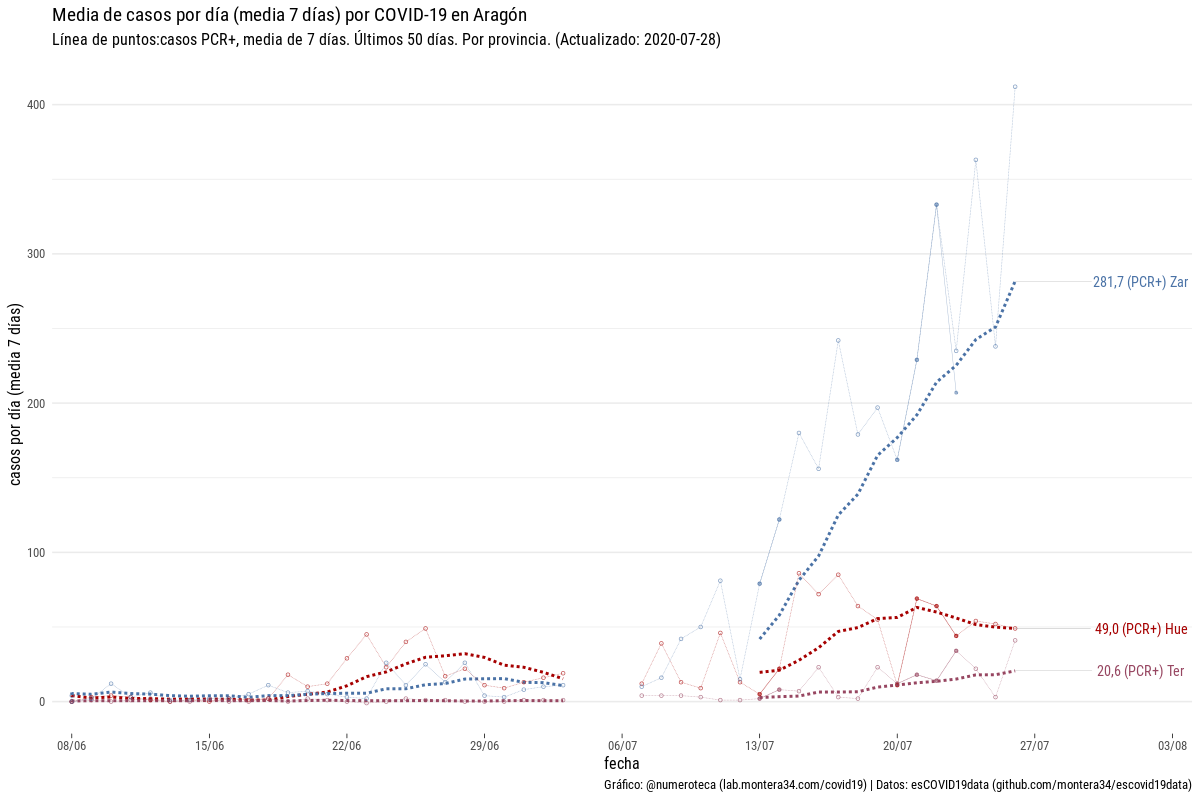 Media de casos por día (media 7 días) por COVID-19 en Aragón
Línea de puntos:casos PCR+, media de 7 días. Últimos 50 días. Por provincia. (Actualizado: 2020-07-28)
casos por día (media 7 días)
400
300
200
100
0
281,7 (PCR+) Zar
49,0 (PCR+) Hue
20,6 (PCR+) Ter
08/06
15/06
22/06
29/06
06/07
13/07
20/07
27/07
03/08
fecha
Gráfico: @numeroteca (lab.montera34.com/covid19) | Datos: esCOVID19data (github.com/montera34/escovid19data)